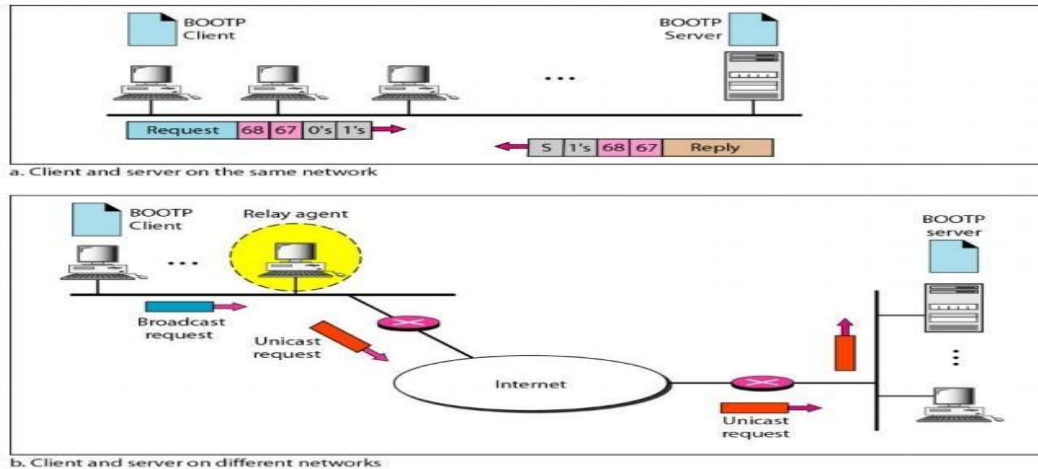 BOOTP
Client
BOOTP
Server
...
Request 68 67 0's 1's
S 1's 68 67 Reply
a. Client and server on the same network
BOOTP
Client
Relay agent
BOOTP
server
...
Broadcast
request
Unicast
request
Internet
Unicast
request
b. Client and server on different networks